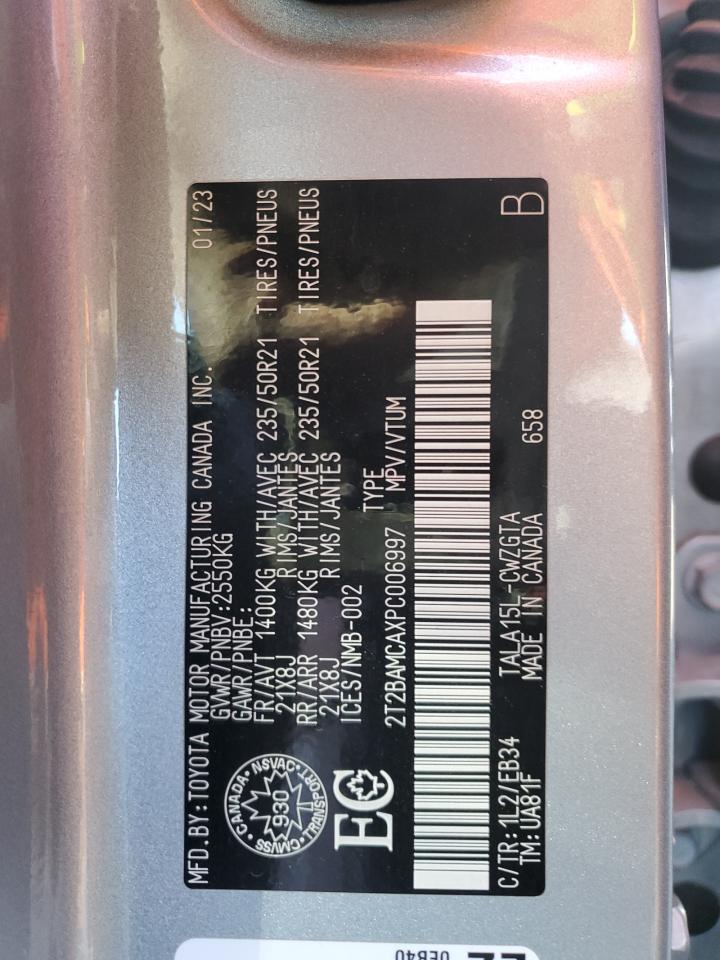 MFD.BY:TOYOTA MOTOR MANUFACTURING CANADA INC. 01/23
GVWR/PNBV:2550KG
GAWR/PNBE:
FR/AVT 1400KG WITH/AVEC 235/50R21 TIRES/PNEUS
21X8J RIMS/JANTES
RR/ARR 1480KG WITH/AVEC 235/50R21 TIRES/PNEUS
21X8J RIMS/JANTES
ICES/NMB-002
CANADA • NSVAC • TRANSPORT • CMVSS •
930
EC
2T2BAMCAXPC006997 TYPE MPV/VTUM
C/TR:1L2/EB34 TALA15L-CWZGTA 658 B
TM:UA81F MADE IN CANADA
0EB40